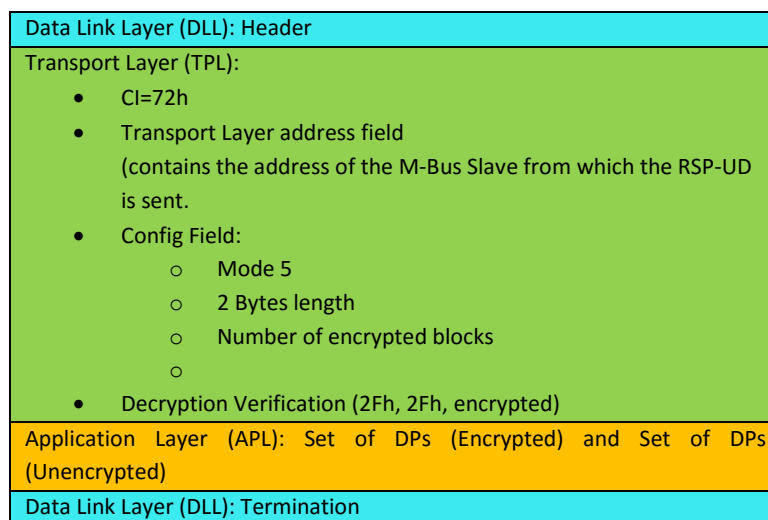 Data Link Layer (DLL): Header
Transport Layer (TPL):
• CI=72h
• Transport Layer address field
(contains the address of the M-Bus Slave from which the RSP-UD
is sent.
• Config Field:
o Mode 5
o 2 Bytes length
o Number of encrypted blocks
o
• Decryption Verification (2Fh, 2Fh, encrypted)
Application Layer (APL): Set of DPs (Encrypted) and Set of DPs
(Unencrypted)
Data Link Layer (DLL): Termination